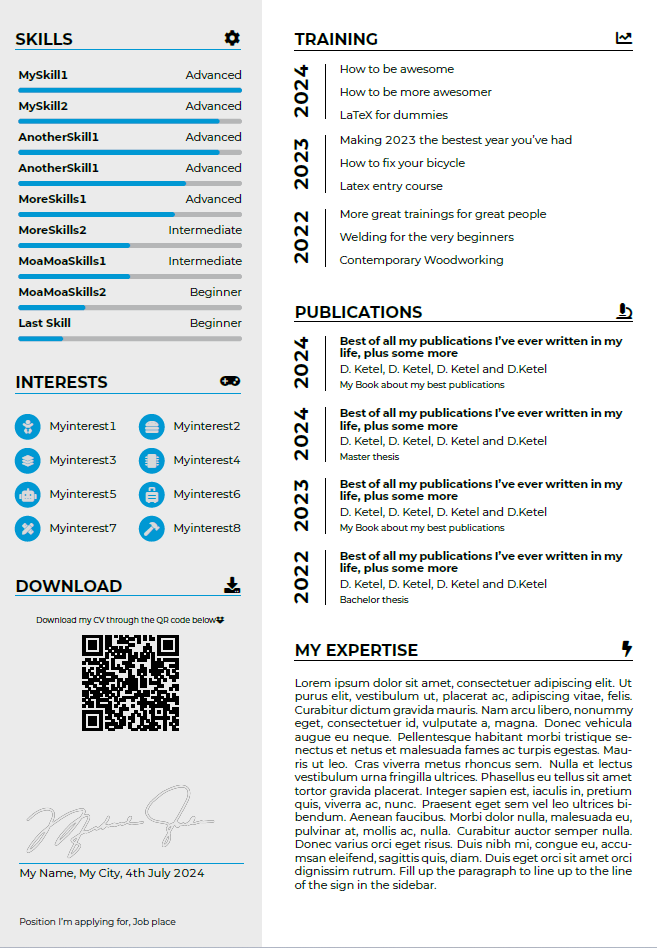 SKILLS
MySkill1 Advanced
MySkill2 Advanced
AnotherSkill1 Advanced
AnotherSkill1 Advanced
MoreSkills1 Advanced
MoreSkills2 Intermediate
MoaMoaSkills1 Intermediate
MoaMoaSkills2 Beginner
Last Skill Beginner
INTERESTS
Myinterest1 Myinterest2
Myinterest3 Myinterest4
Myinterest5 Myinterest6
Myinterest7 Myinterest8
DOWNLOAD
Download my CV through the QR code below
My Name, My City, 4th July 2024
Position I'm applying for, Job place
TRAINING
2024
How to be awesome
How to be more awesomer
LaTeX for dummies
2023
Making 2023 the bestest year you've had
How to fix your bicycle
Latex entry course
2022
More great trainings for great people
Welding for the very beginners
Contemporary Woodworking
PUBLICATIONS
2024
Best of all my publications I've ever written in my
life, plus some more
D. Ketel, D. Ketel, D. Ketel and D.Ketel
My Book about my best publications
2024
Best of all my publications I've ever written in my
life, plus some more
D. Ketel, D. Ketel, D. Ketel and D.Ketel
Master thesis
2023
Best of all my publications I've ever written in my
life, plus some more
D. Ketel, D. Ketel, D. Ketel and D.Ketel
My Book about my best publications
2022
Best of all my publications I've ever written in my
life, plus some more
D. Ketel, D. Ketel, D. Ketel and D.Ketel
Bachelor thesis
MY EXPERTISE
Lorem ipsum dolor sit amet, consectetuer adipiscing elit. Ut
purus elit, vestibulum ut, placerat ac, adipiscing vitae, felis.
Curabitur dictum gravida mauris. Nam arcu libero, nonummy
eget, consectetuer id, vulputate a, magna. Donec vehicula
augue eu neque. Pellentesque habitant morbi tristique se-
nectus et netus et malesuada fames ac turpis egestas. Mau-
ris ut leo. Cras viverra metus rhoncus sem. Nulla et lectus
vestibulum urna fringilla ultrices. Phasellus eu tellus sit amet
tortor gravida placerat. Integer sapien est, iaculis in, pretium
quis, viverra ac, nunc. Praesent eget sem vel leo ultrices bi-
bendum. Aenean faucibus. Morbi dolor nulla, malesuada eu,
pulvinar at, mollis ac, nulla. Curabitur auctor semper nulla.
Donec varius orci eget risus. Duis nibh mi, congue eu, accu-
msan eleifend, sagittis quis, diam. Duis eget orci sit amet orci
dignissim rutrum. Fill up the paragraph to line up to the line
of the sign in the sidebar.